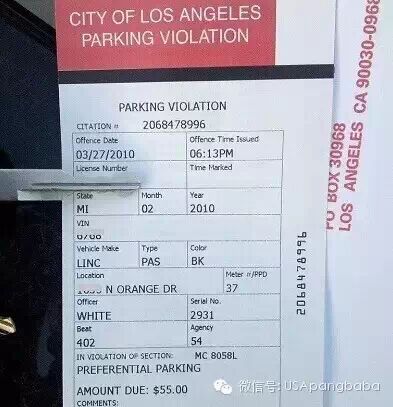 CITY OF LOS ANGELES
PARKING VIOLATION
PARKING VIOLATION
CITATION # 2068478996
Offence Date Offence Time Issued
03/27/2010 06:13PM
License Number Time Marked
State Month Year
MI 02 2010
VIN
Vehicle Make Type Color
LINC PAS BK
Location Meter #/PPD
N ORANGE DR 37
Officer Serial No.
WHITE 2931
Beat Agency
402 54
IN VIOLATION OF SECTION: MC 8058L
PREFERENTIAL PARKING
AMOUNT DUE: $55.00
COMMENTS:
2068478996
PO BOX 30968
LOS ANGELES CA 90030-0968
微信号: USApangbaba